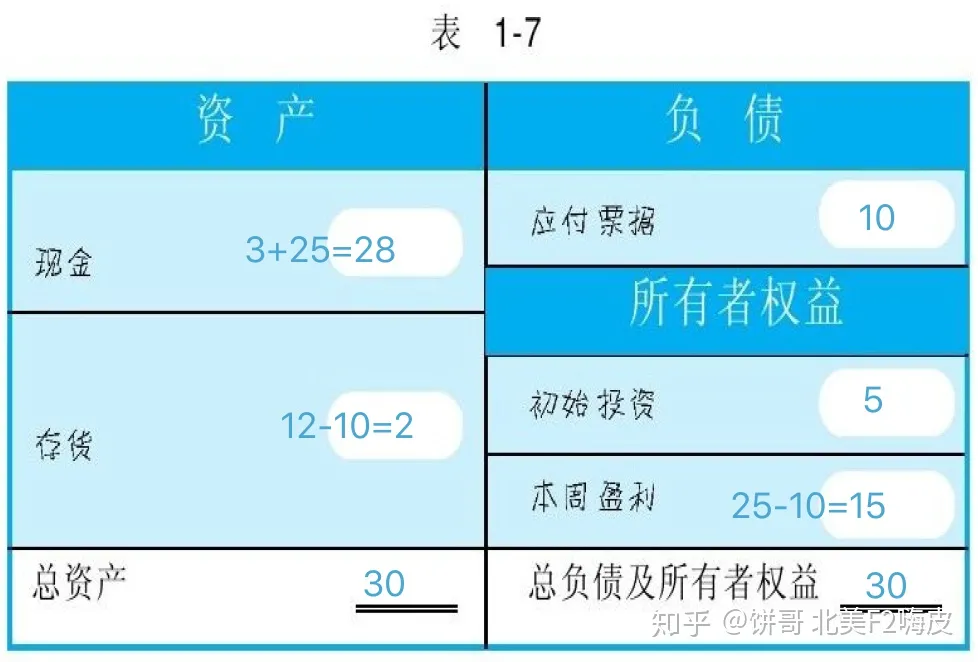 表 1-7
资产
负债
现金 3+25=28
应付票据 10
所有者权益
存货 12-10=2
初始投资 5
本周盈利 25-10=15
总资产 30
总负债及所有者权益 30
知乎 @饼哥 北美F2嗨皮